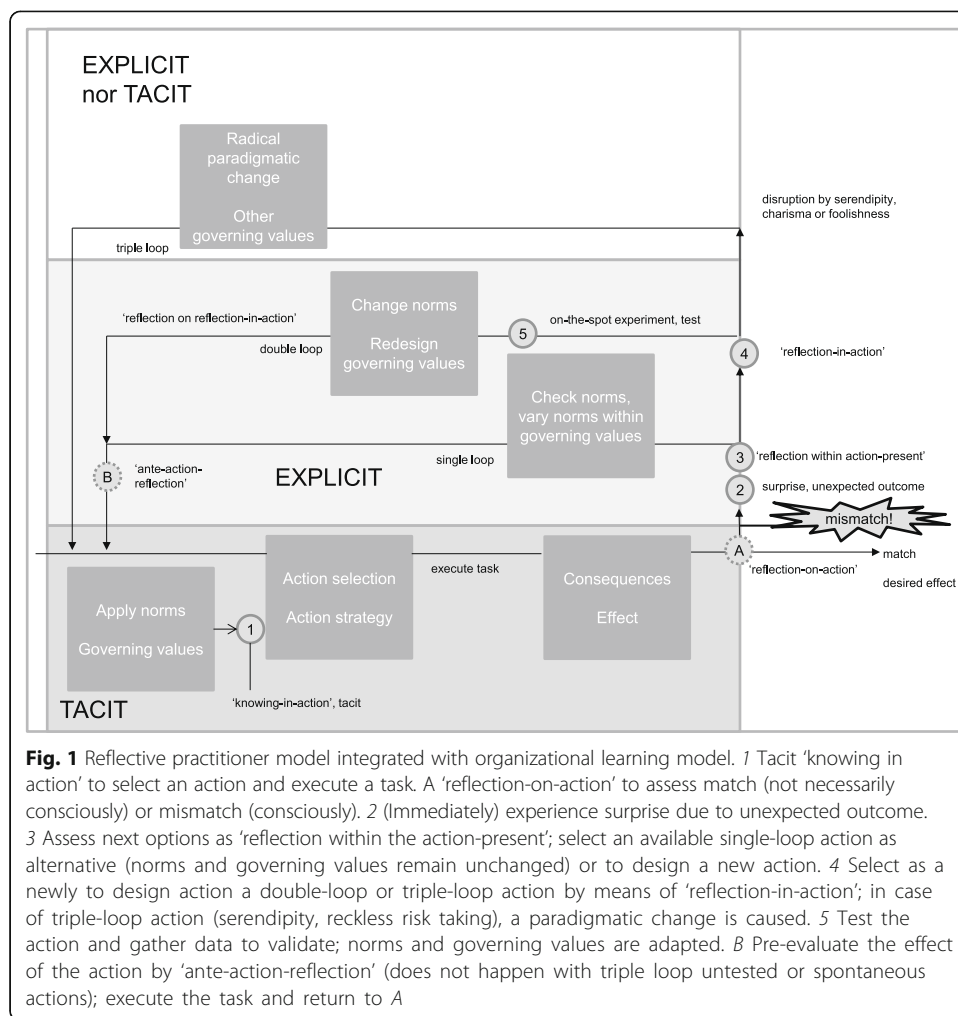 EXPLICIT
nor TACIT
Radical
paradigmatic
change
Other
governing values
disruption by serendipity,
charisma or foolishness
triple loop
Change norms
Redesign
governing values
'reflection on reflection-in-action'
double loop
5
on-the-spot experiment, test
4
'reflection-in-action'
Check norms,
vary norms within
governing values
single loop
3
'reflection within action-present'
B
'ante-action-
reflection'
EXPLICIT
2
surprise, unexpected outcome
mismatch!
A
match
'reflection-on-action'
desired effect
Action selection
Action strategy
execute task
Consequences
Effect
Apply norms
Governing values
1
'knowing-in-action', tacit
TACIT
Fig. 1 Reflective practitioner model integrated with organizational learning model. 1 Tacit 'knowing in
action' to select an action and execute a task. A 'reflection-on-action' to assess match (not necessarily
consciously) or mismatch (consciously). 2 (Immediately) experience surprise due to unexpected outcome.
3 Assess next options as 'reflection within the action-present'; select an available single-loop action as
alternative (norms and governing values remain unchanged) or to design a new action. 4 Select as a
newly to design action a double-loop or triple-loop action by means of 'reflection-in-action'; in case
of triple-loop action (serendipity, reckless risk taking), a paradigmatic change is caused. 5 Test the
action and gather data to validate; norms and governing values are adapted. B Pre-evaluate the effect
of the action by 'ante-action-reflection' (does not happen with triple loop untested or spontaneous
actions); execute the task and return to A